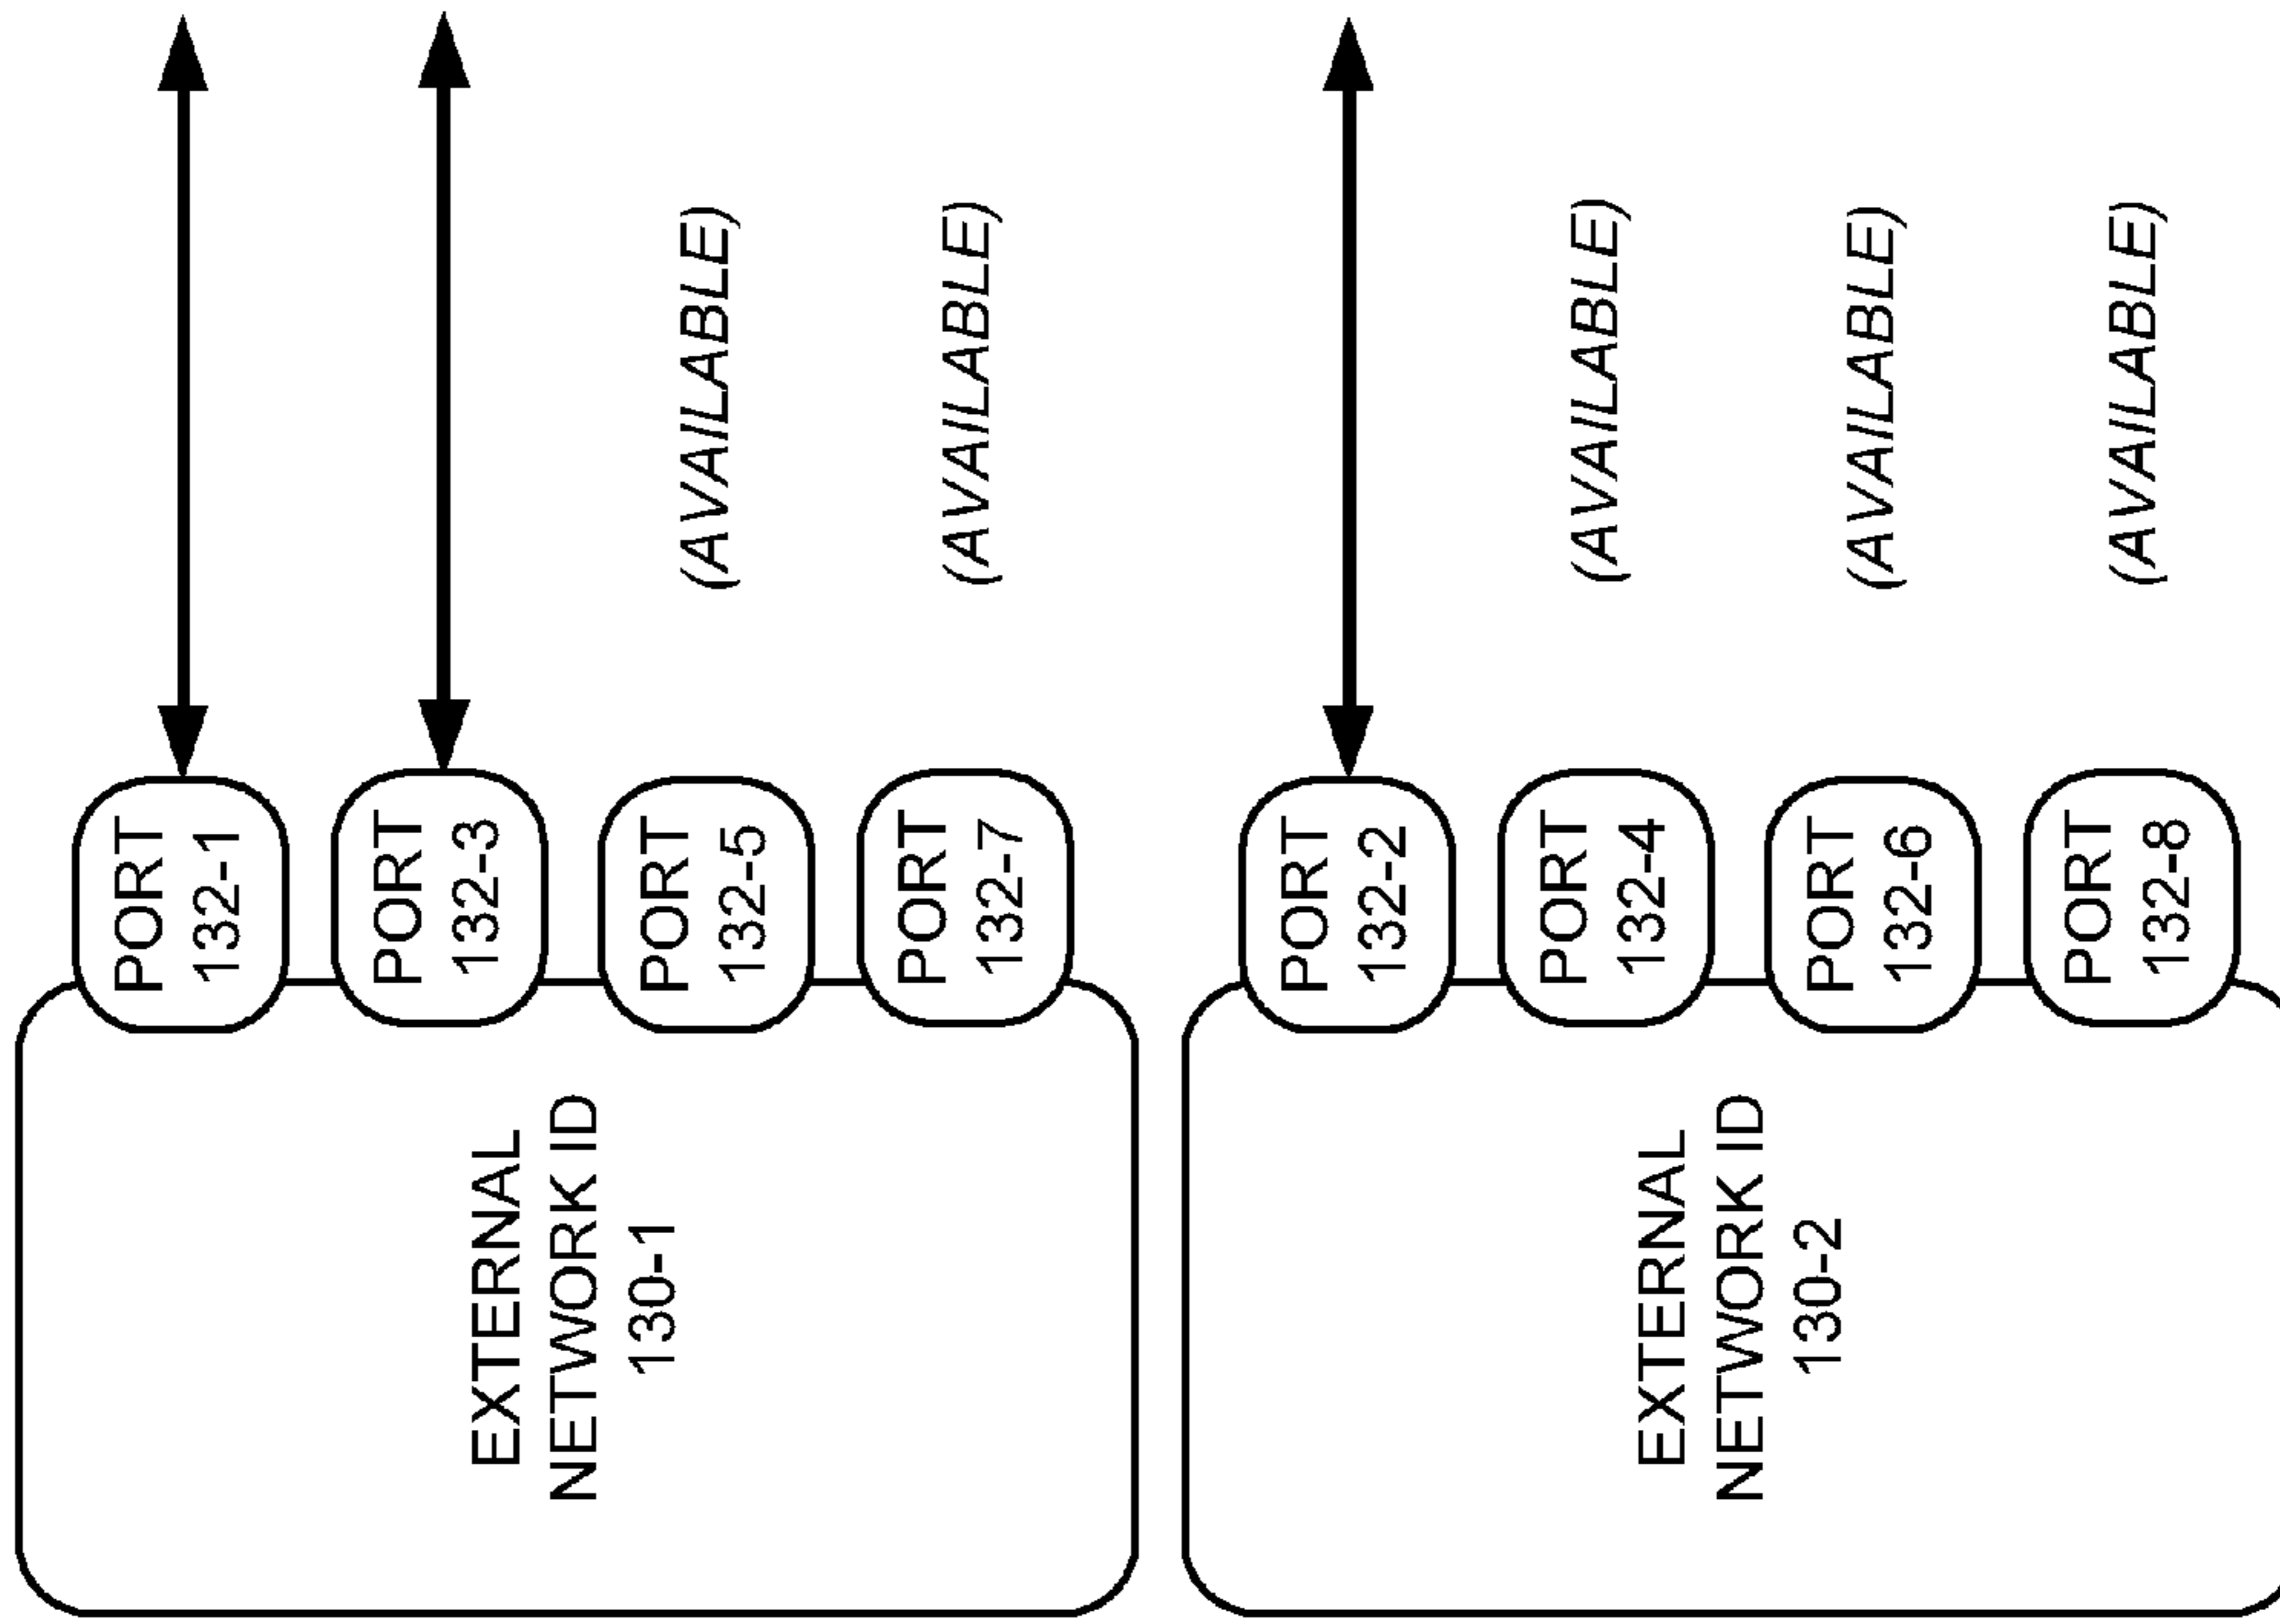 PORT
132-1
PORT
132-3
(AVAILABLE)
PORT
132-5
(AVAILABLE)
PORT
132-7
EXTERNAL
NETWORK ID
130-1
PORT
132-2
(AVAILABLE)
PORT
132-4
(AVAILABLE)
PORT
132-6
(AVAILABLE)
PORT
132-8
EXTERNAL
NETWORK ID
130-2